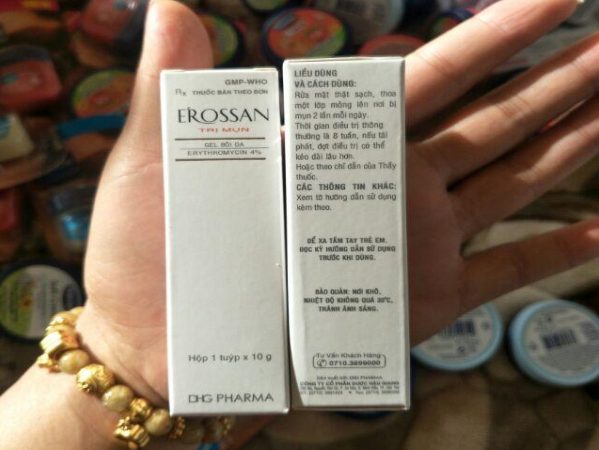 GMP-WHO
Rx THUỐC BÁN THEO ĐƠN
EROSSAN
TRỊ MỤN
GEL BÔI DA
ERYTHROMYCIN 4%
Hộp 1 tuýp x 10 g
DHG PHARMA
LIỀU DÙNG
VÀ CÁCH DÙNG:
Rửa mặt thật sạch, thoa
một lớp mỏng lên nơi bị
mụn 2 lần mỗi ngày.
Thời gian điều trị thông
thường là 8 tuần, nếu tái
phát, đợt điều trị có thể
kéo dài lâu hơn.
Hoặc theo chỉ dẫn của Thầy
thuốc.
CÁC THÔNG TIN KHÁC:
Xem tờ hướng dẫn sử dụng
kèm theo.
ĐỂ XA TẦM TAY TRẺ EM.
ĐỌC KỸ HƯỚNG DẪN SỬ DỤNG
TRƯỚC KHI DÙNG.
BẢO QUẢN: NƠI KHÔ,
NHIỆT ĐỘ KHÔNG QUÁ 30°C,
TRÁNH ÁNH SÁNG.
Tư Vấn Khách Hàng
0710.3899000
Sản xuất tại: DHG PHARMA
CÔNG TY CỔ PHẦN DƯỢC HẬU GIANG